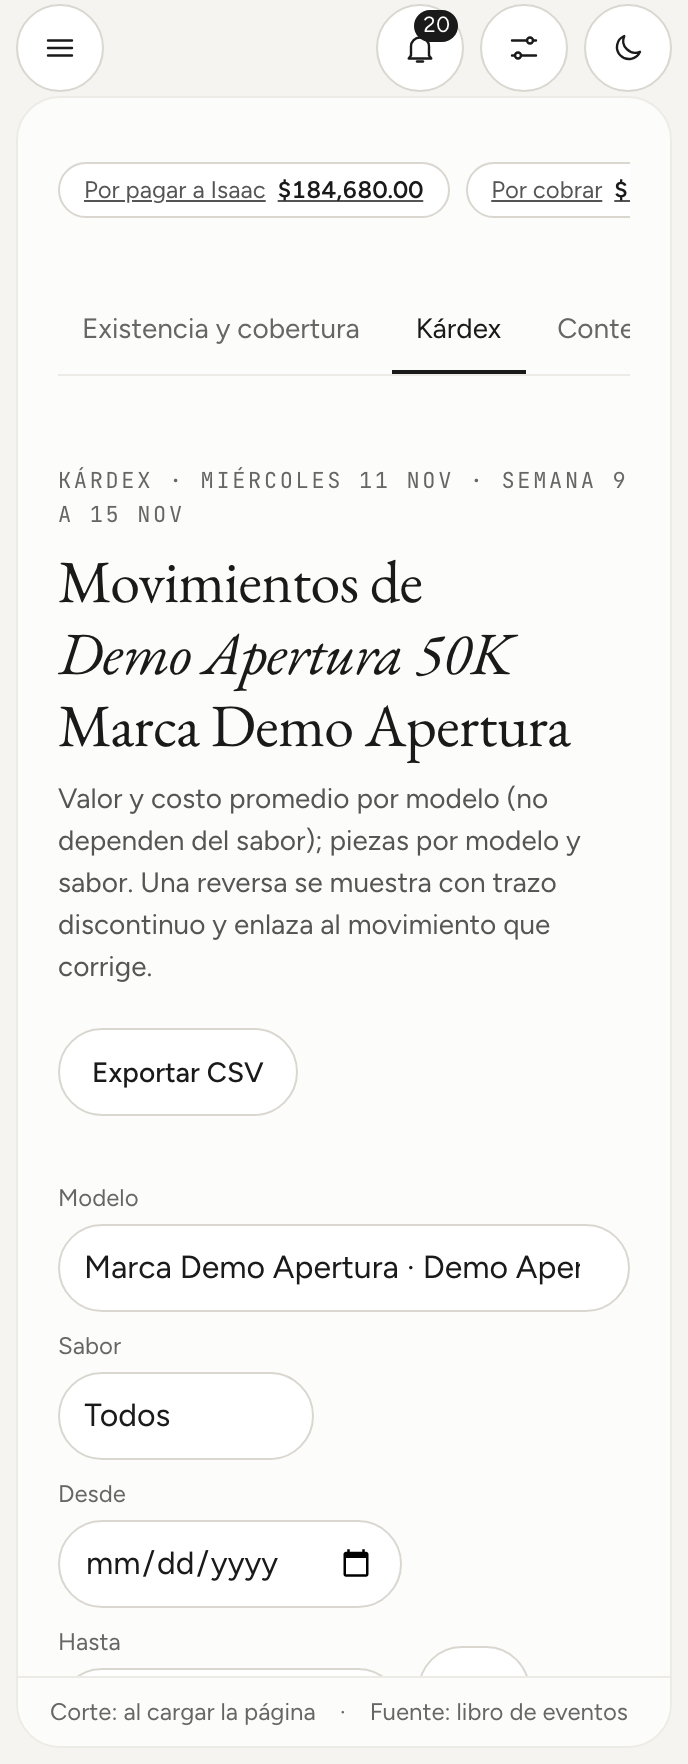 20
Por pagar a Isaac $184,680.00 Por cobrar $
Existencia y cobertura Kárdex Conte
KÁRDEX · MIÉRCOLES 11 NOV · SEMANA 9
A 15 NOV
Movimientos de
Demo Apertura 50K
Marca Demo Apertura
Valor y costo promedio por modelo (no
dependen del sabor); piezas por modelo y
sabor. Una reversa se muestra con trazo
discontinuo y enlaza al movimiento que
corrige.
Exportar CSV
Modelo
Marca Demo Apertura · Demo Aper
Sabor
Todos
Desde
mm/dd/yyyy
Hasta
Corte: al cargar la página · Fuente: libro de eventos